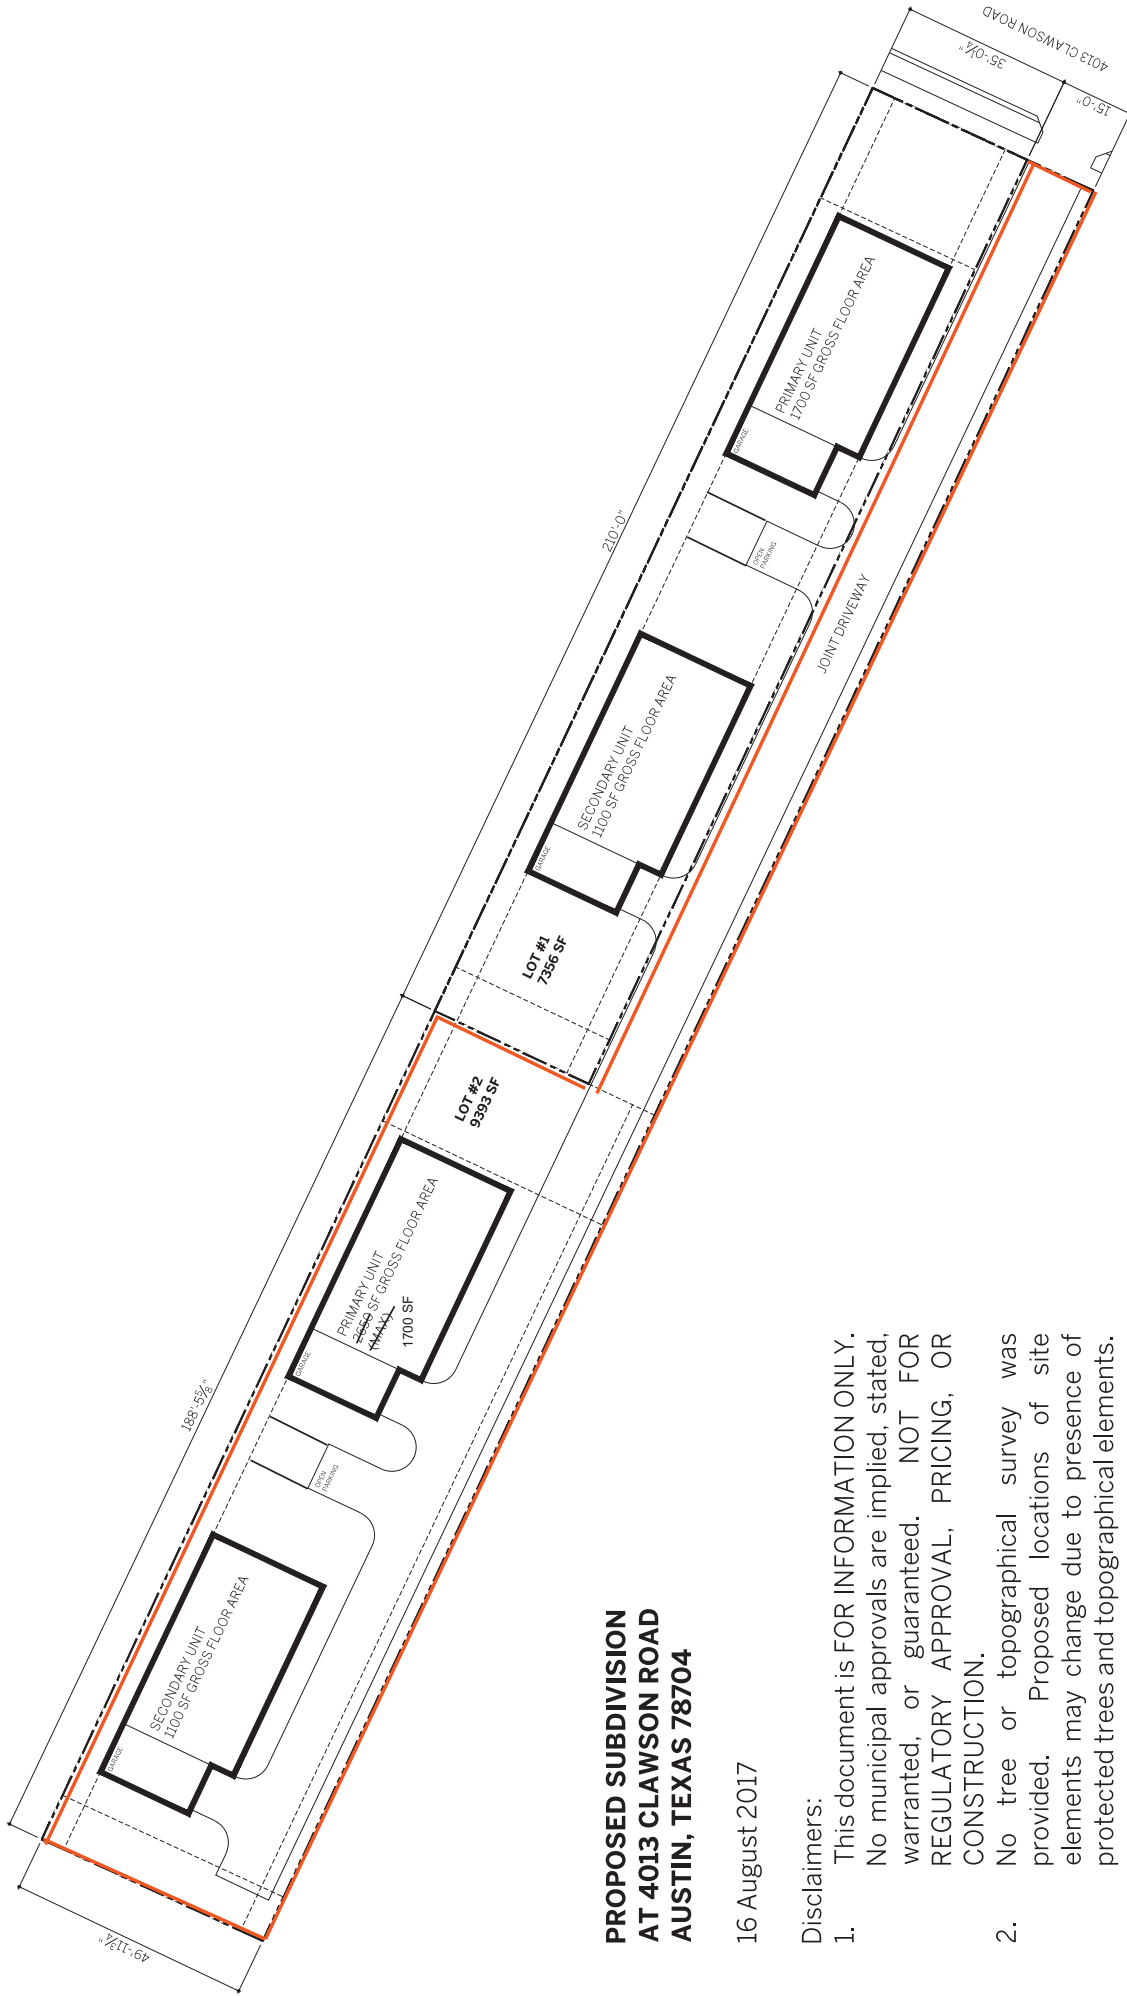 4013 CLAWSON ROAD
35'-0¼"
15'-0"
210'-0"
PRIMARY UNIT
1700 SF GROSS FLOOR AREA
GARAGE
OPEN
PARKING
JOINT DRIVEWAY
SECONDARY UNIT
1100 SF GROSS FLOOR AREA
GARAGE
LOT #1
7356 SF
LOT #2
9393 SF
188'-5⅝"
PRIMARY UNIT
2650 SF GROSS FLOOR AREA
(MAX)
1700 SF
GARAGE
OPEN
PARKING
SECONDARY UNIT
1100 SF GROSS FLOOR AREA
GARAGE
49'-11¾"
PROPOSED SUBDIVISION
AT 4013 CLAWSON ROAD
AUSTIN, TEXAS 78704
16 August 2017
Disclaimers:
1. This document is FOR INFORMATION ONLY.
No municipal approvals are implied, stated,
warranted, or guaranteed. NOT FOR
REGULATORY APPROVAL, PRICING, OR
CONSTRUCTION.
2. No tree or topographical survey was
provided. Proposed locations of site
elements may change due to presence of
protected trees and topographical elements.